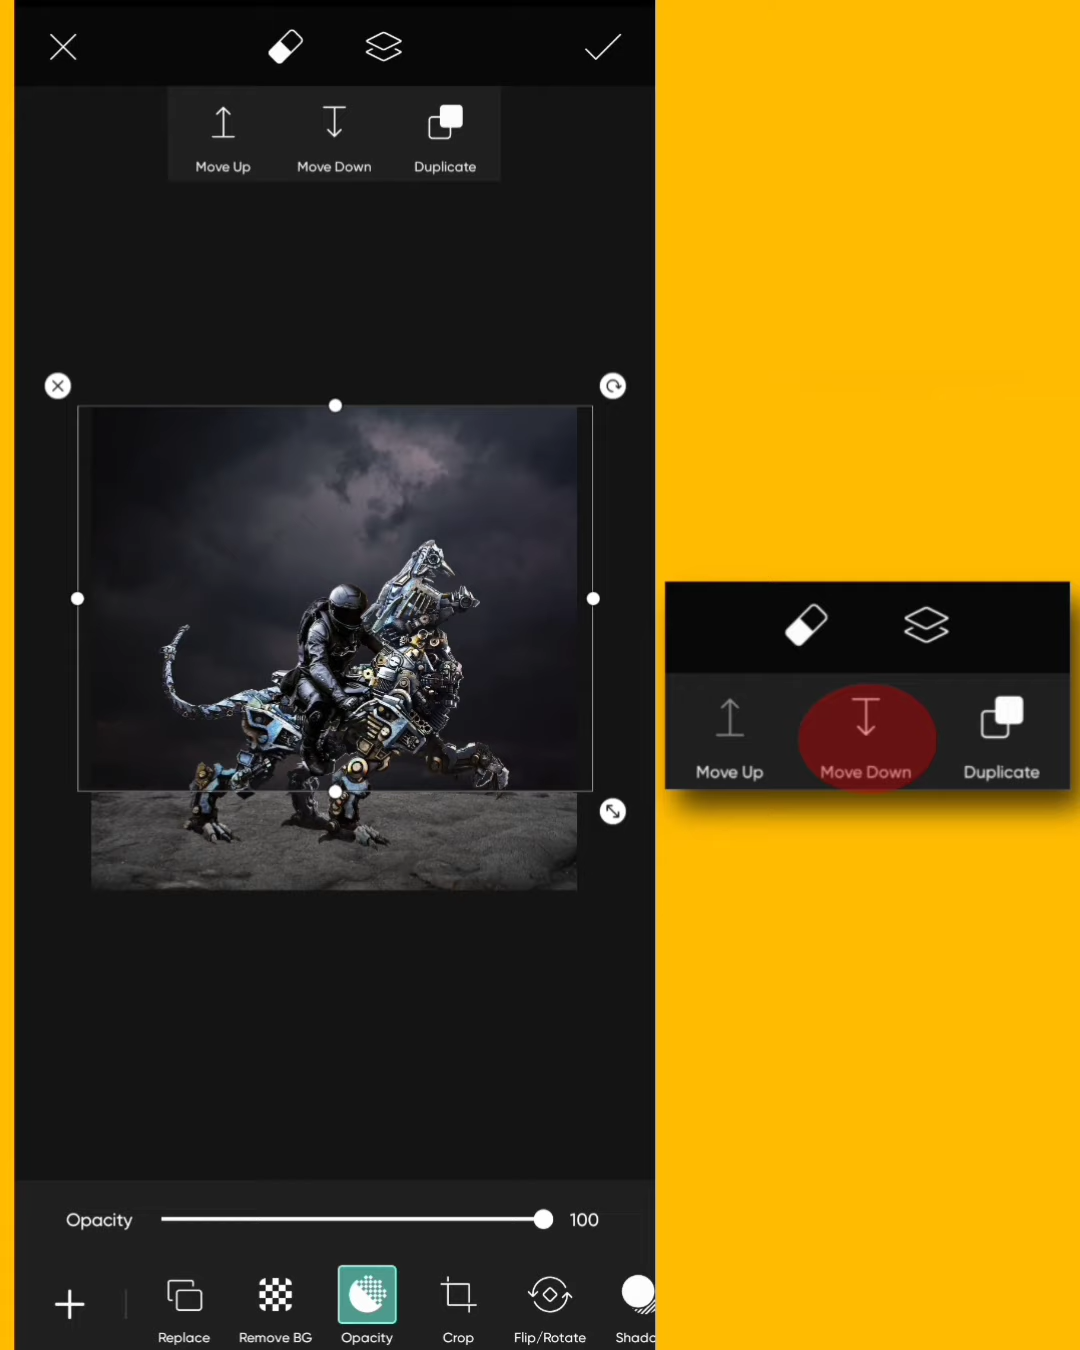 Move Up
Move Down
Duplicate
Move Up
Move Down
Duplicate
Opacity
100
Replace
Remove BG
Opacity
Crop
Flip/Rotate
Shado